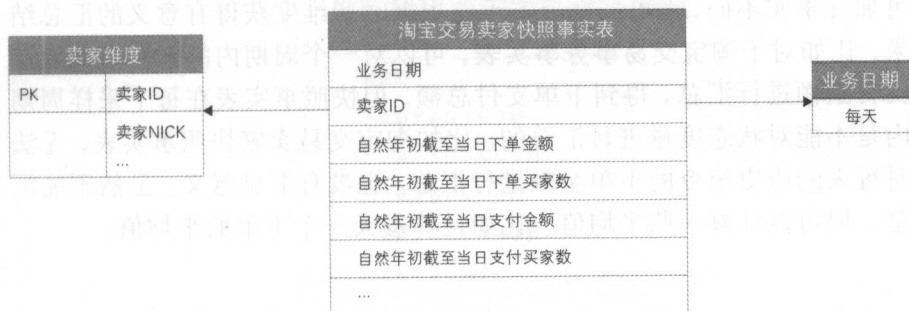 卖家维度
PK 卖家ID
卖家NICK
...
淘宝交易卖家快照事实表
业务日期
卖家ID
自然年初截至当日下单金额
自然年初截至当日下单买家数
自然年初截至当日支付金额
自然年初截至当日支付买家数
...
业务日期
每天